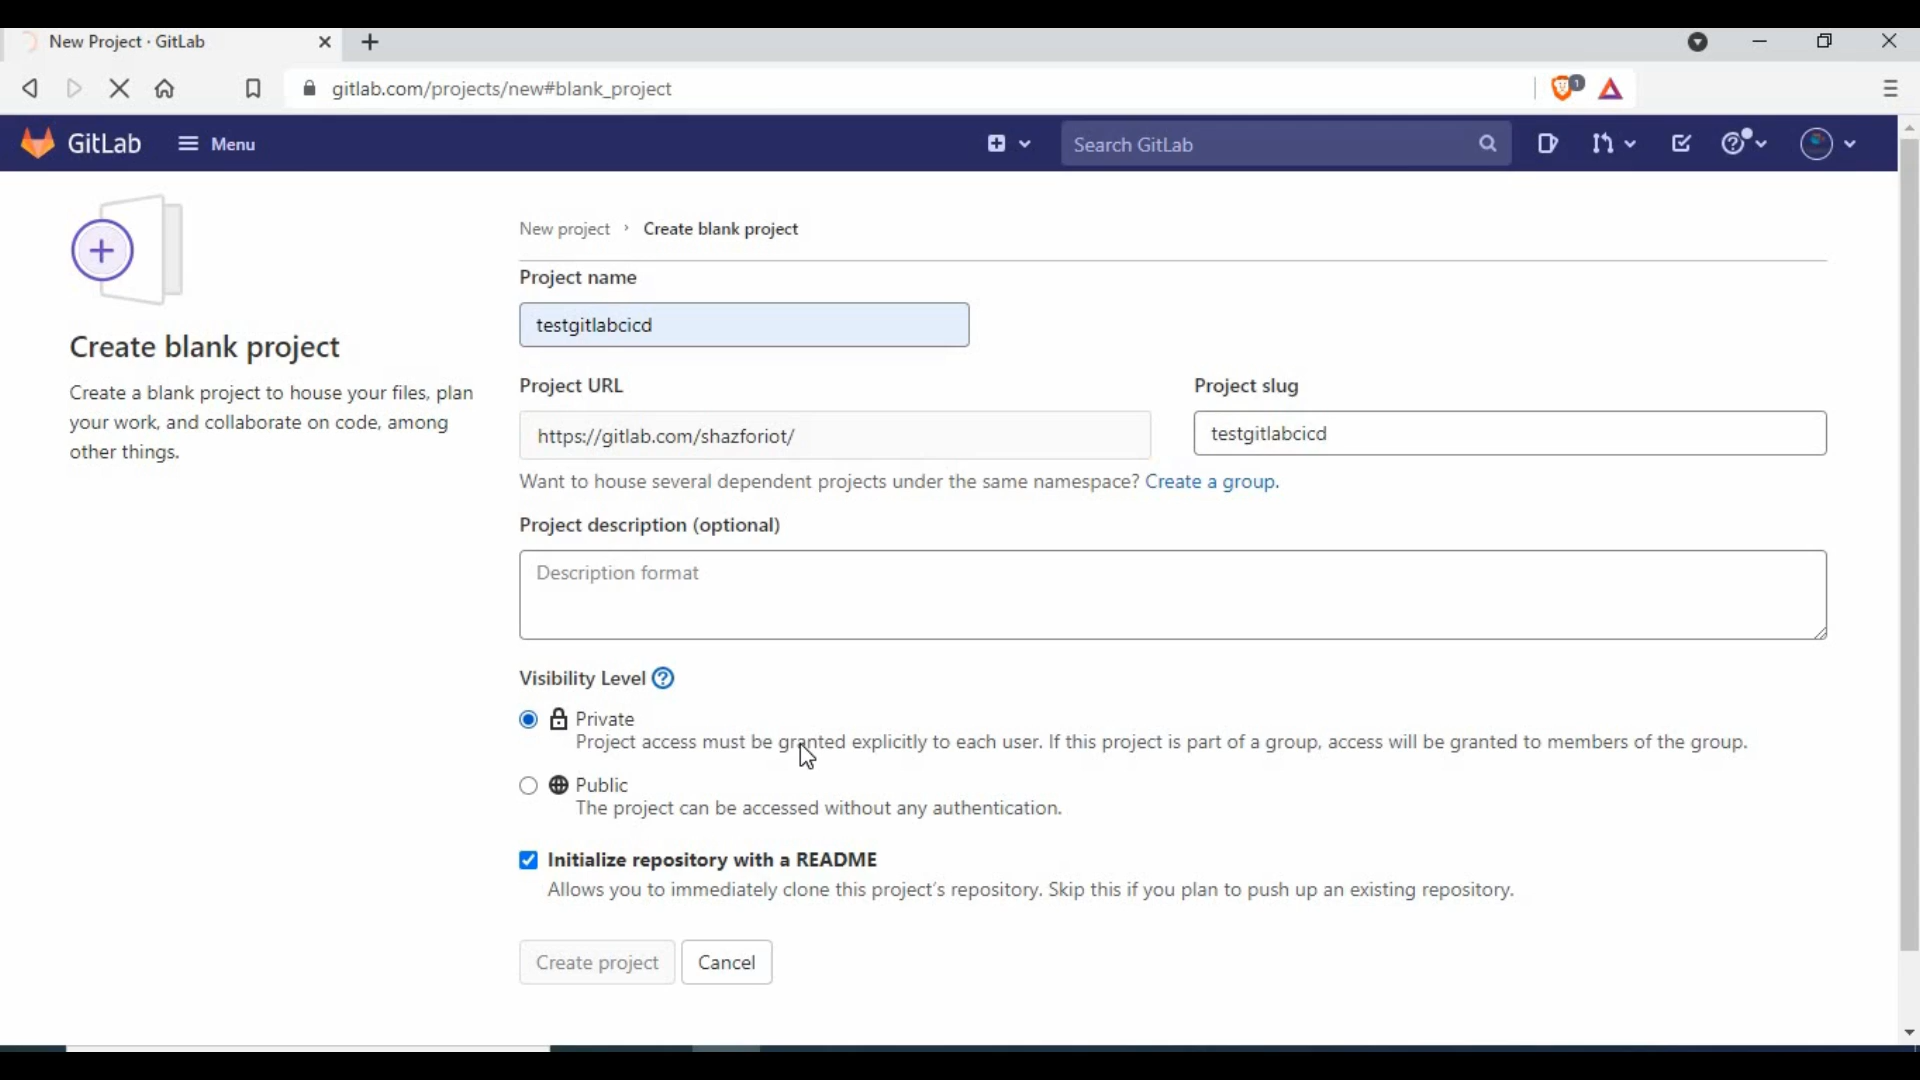 New Project · GitLab
gitlab.com/projects/new#blank_project
1
GitLab
Menu
Search GitLab
New project › Create blank project
Project name
testgitlabcicd
Create blank project
Create a blank project to house your files, plan
your work, and collaborate on code, among
other things.
Project URL
Project slug
https://gitlab.com/shazforiot/
testgitlabcicd
Want to house several dependent projects under the same namespace? Create a group.
Project description (optional)
Description format
Visibility Level
Private
Project access must be granted explicitly to each user. If this project is part of a group, access will be granted to members of the group.
Public
The project can be accessed without any authentication.
Initialize repository with a README
Allows you to immediately clone this project's repository. Skip this if you plan to push up an existing repository.
Create project
Cancel